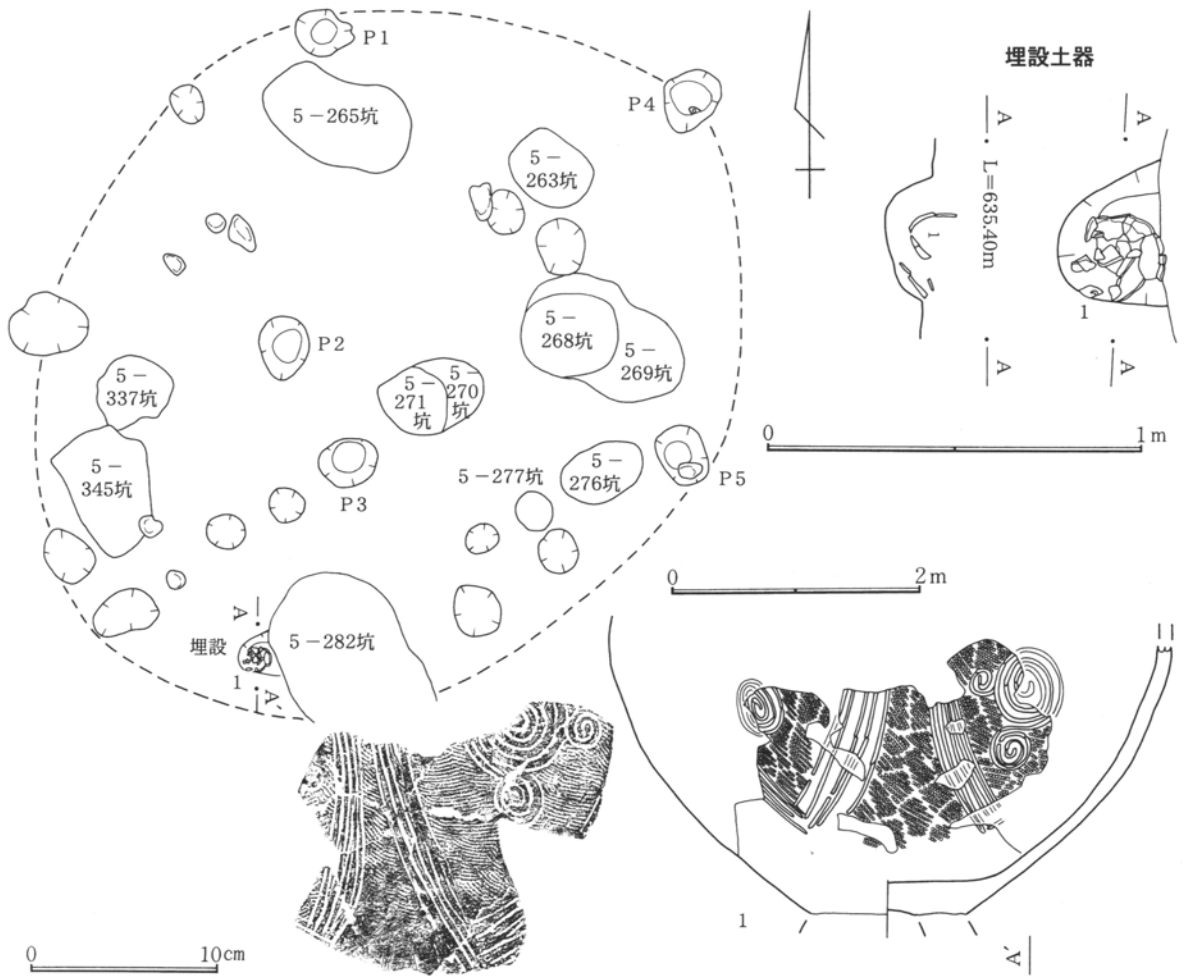 P1
5-265坑
P4
5-
263坑
5-
268坑
5-
269坑
P2
5-
337坑
5-
271
坑
5-
270
坑
5-
345坑
P3
5-277坑
5-
276坑
P5
A
埋設
1
A′
5-282坑
埋設土器
A
A
L=635.40m
1
1
A
A
0 1m
0 2m
1
A′
0 10cm